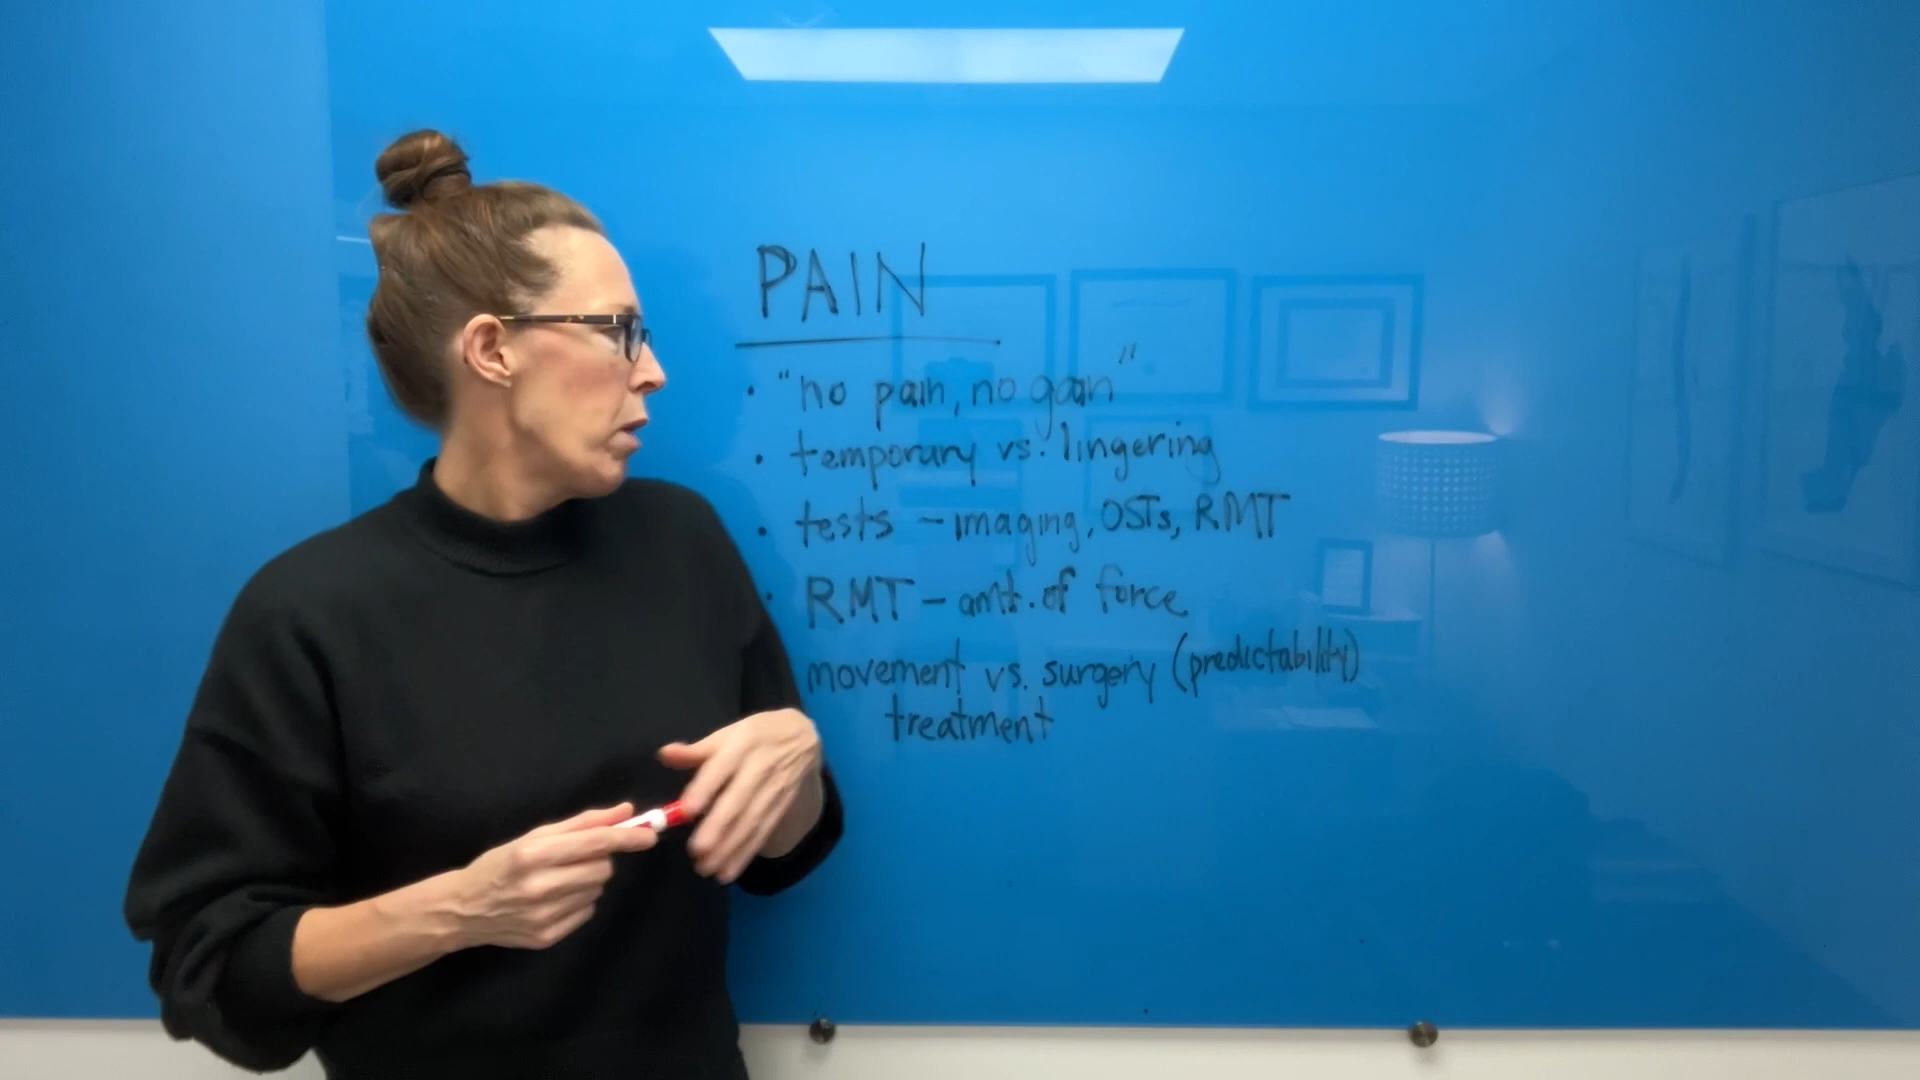 PAIN
• "no pain, no gain"
• temporary vs. lingering
• tests - imaging, OSTs, RMT
• RMT - amt. of force
movement vs. surgery (predictability)
treatment